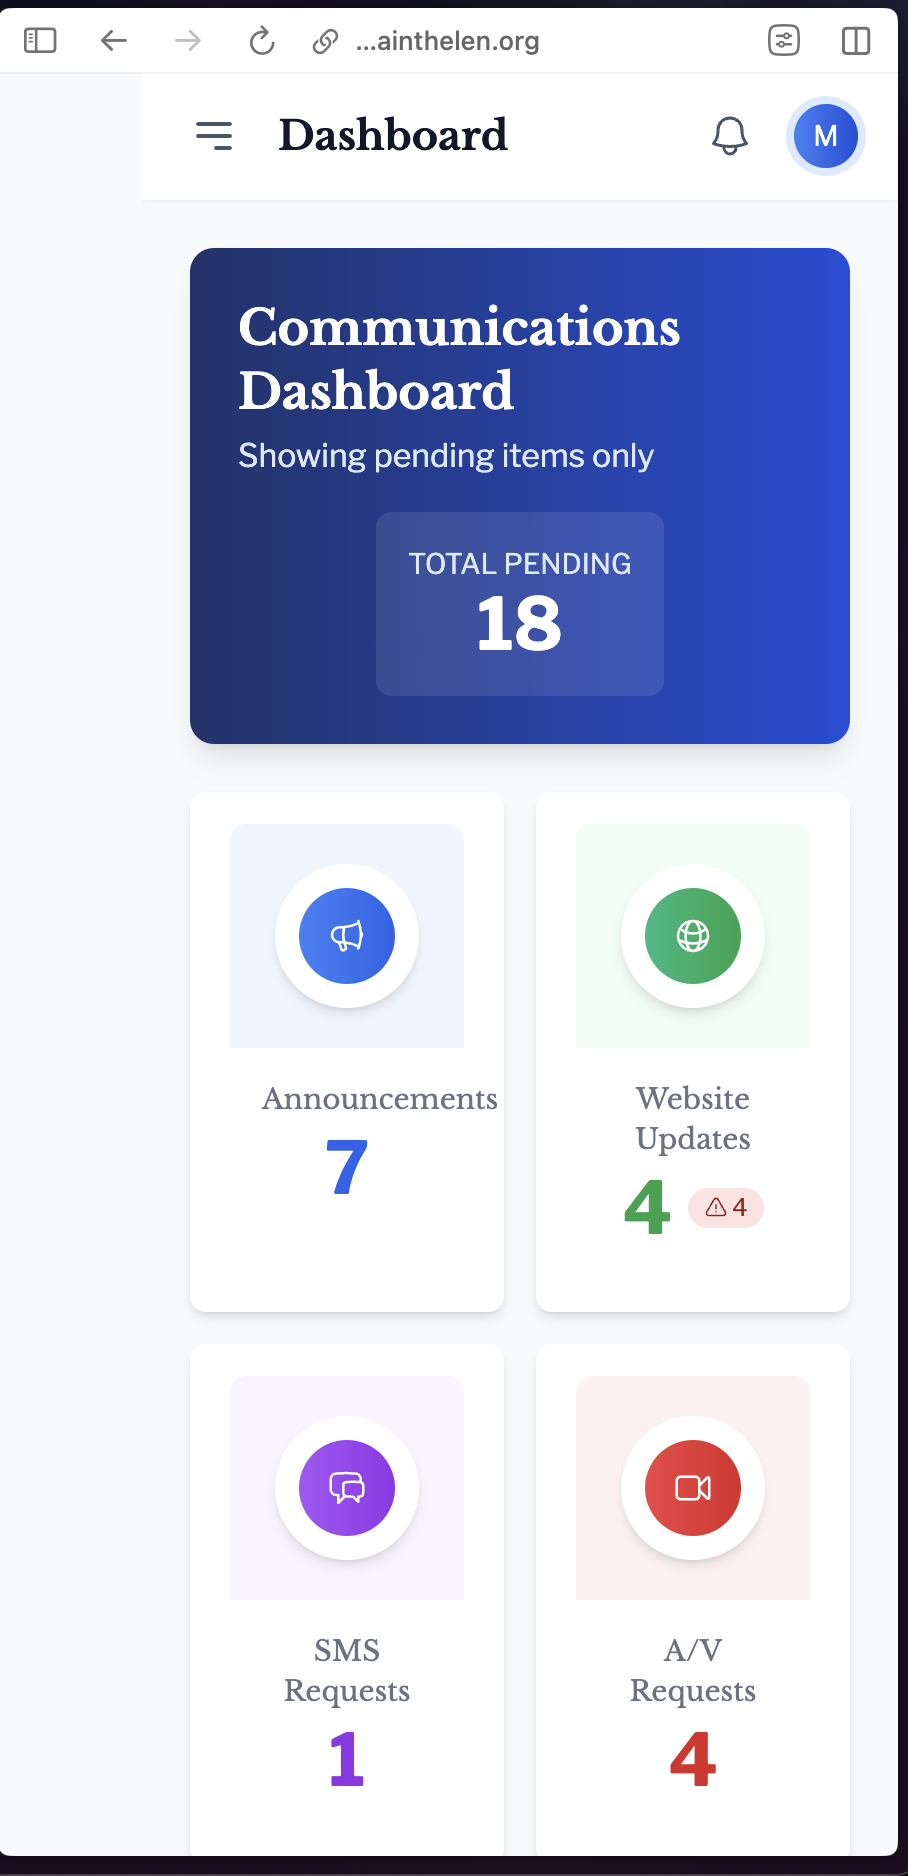 ...ainthelen.org
Dashboard
M
Communications
Dashboard
Showing pending items only
TOTAL PENDING
18
Announcements
7
Website
Updates
4
4
SMS
Requests
1
A/V
Requests
4